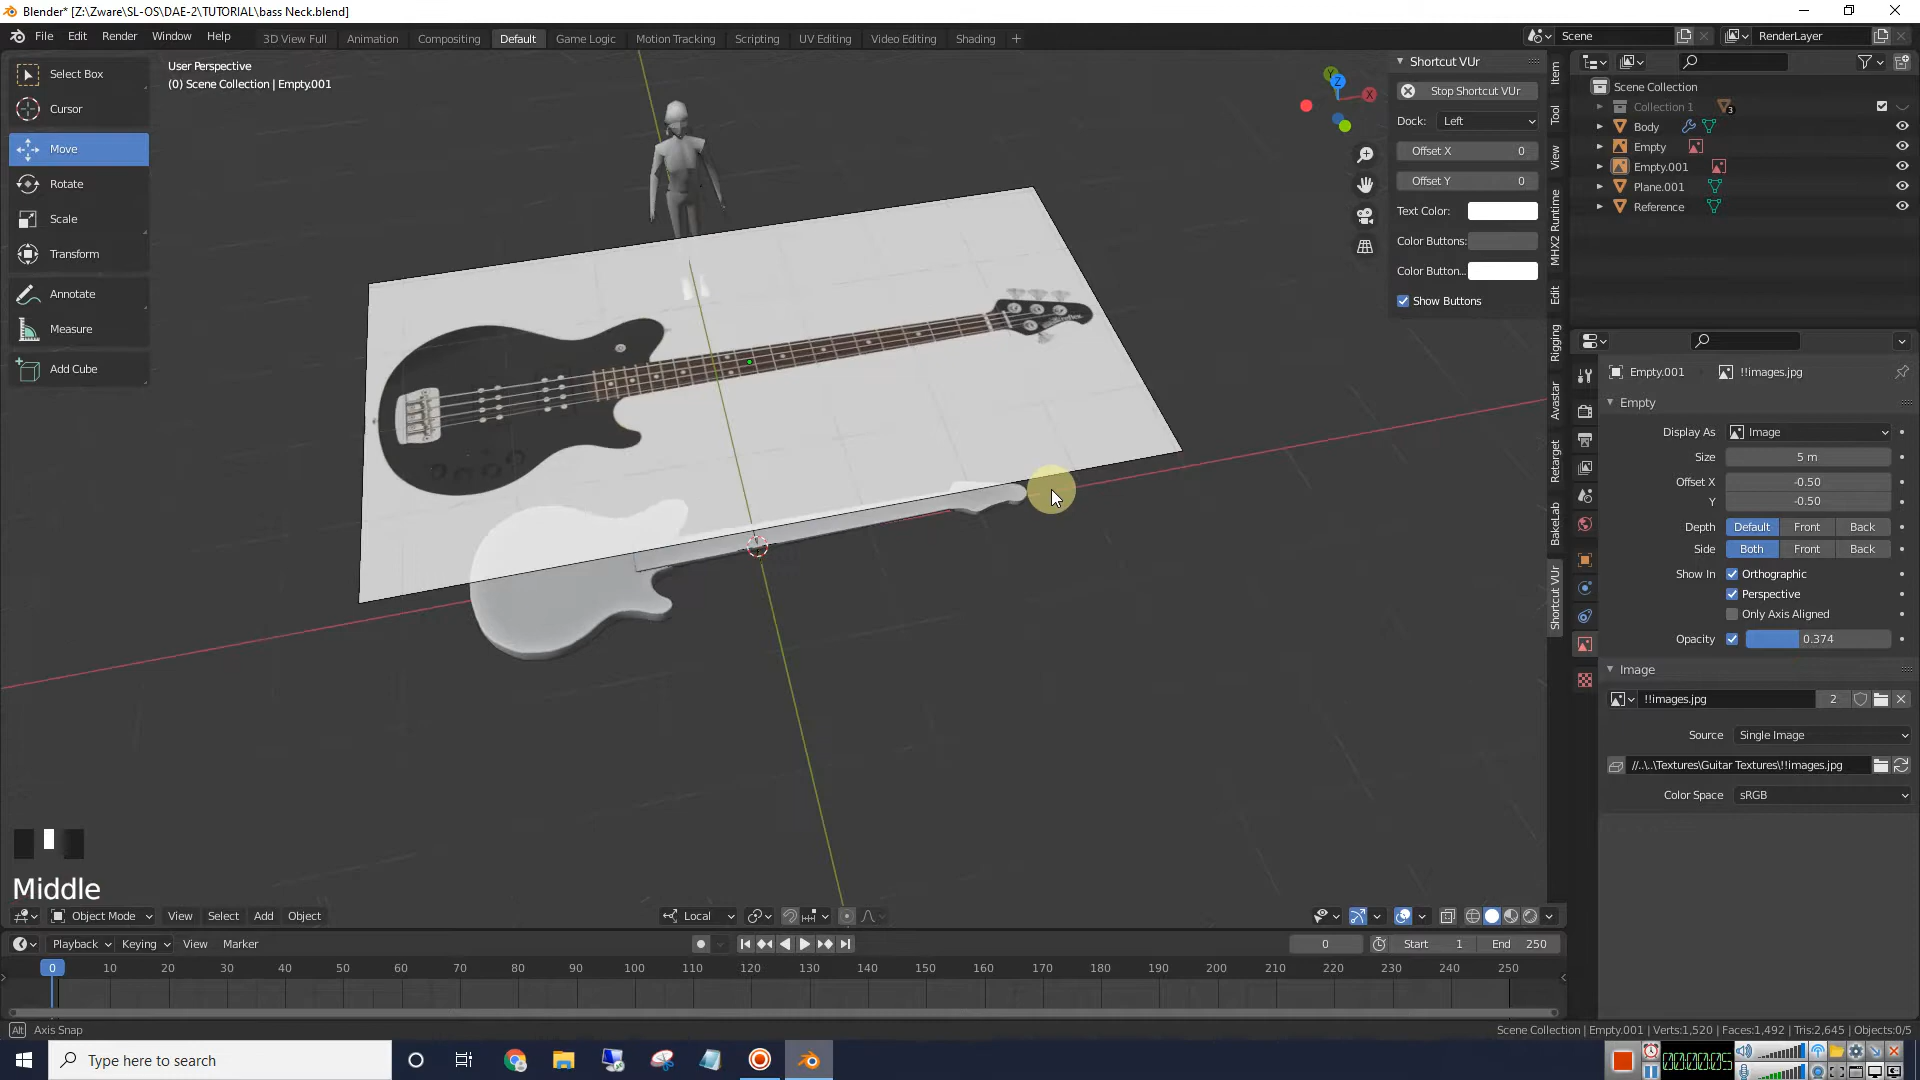 Blender* [Z:\Zware\SL-OS\DAE-2\TUTORIAL\bass Neck.blend]
File Edit Render Window Help
3D View Full Animation Compositing Default Game Logic Motion Tracking Scripting UV Editing Video Editing Shading +
Scene
RenderLayer
Select Box
Cursor
Move
Rotate
Scale
Transform
Annotate
Measure
Add Cube
User Perspective
(0) Scene Collection | Empty.001
Y
Z
X
Shortcut VUr
Stop Shortcut VUr
Dock: Left
Offset X 0
Offset Y 0
Text Color:
Color Buttons:
Color Button...
Show Buttons
Item
Tool
View
MHX2 Runtime
Edit
Rigging
Avastar
Retarget
BakeLab
Shortcut VUr
Scene Collection
Collection 1 3
Body
Empty
Empty.001
Plane.001
Reference
Empty.001 !!images.jpg
Empty
Display As Image
Size 5 m
Offset X -0.50
Y -0.50
Depth Default Front Back
Side Both Front Back
Show In Orthographic
Perspective
Only Axis Aligned
Opacity 0.374
Image
!!images.jpg 2
Source Single Image
//..\..\Textures\Guitar Textures\!!images.jpg
Color Space sRGB
Middle
Object Mode View Select Add Object
Local
Playback Keying View Marker
0 Start 1 End 250
0 10 20 30 40 50 60 70 80 90 100 110 120 130 140 150 160 170 180 190 200 210 220 230 240 250
Alt Axis Snap
Scene Collection | Empty.001 | Verts:1,520 | Faces:1,492 | Tris:2,645 | Objects:0/5
Type here to search
00:00:05